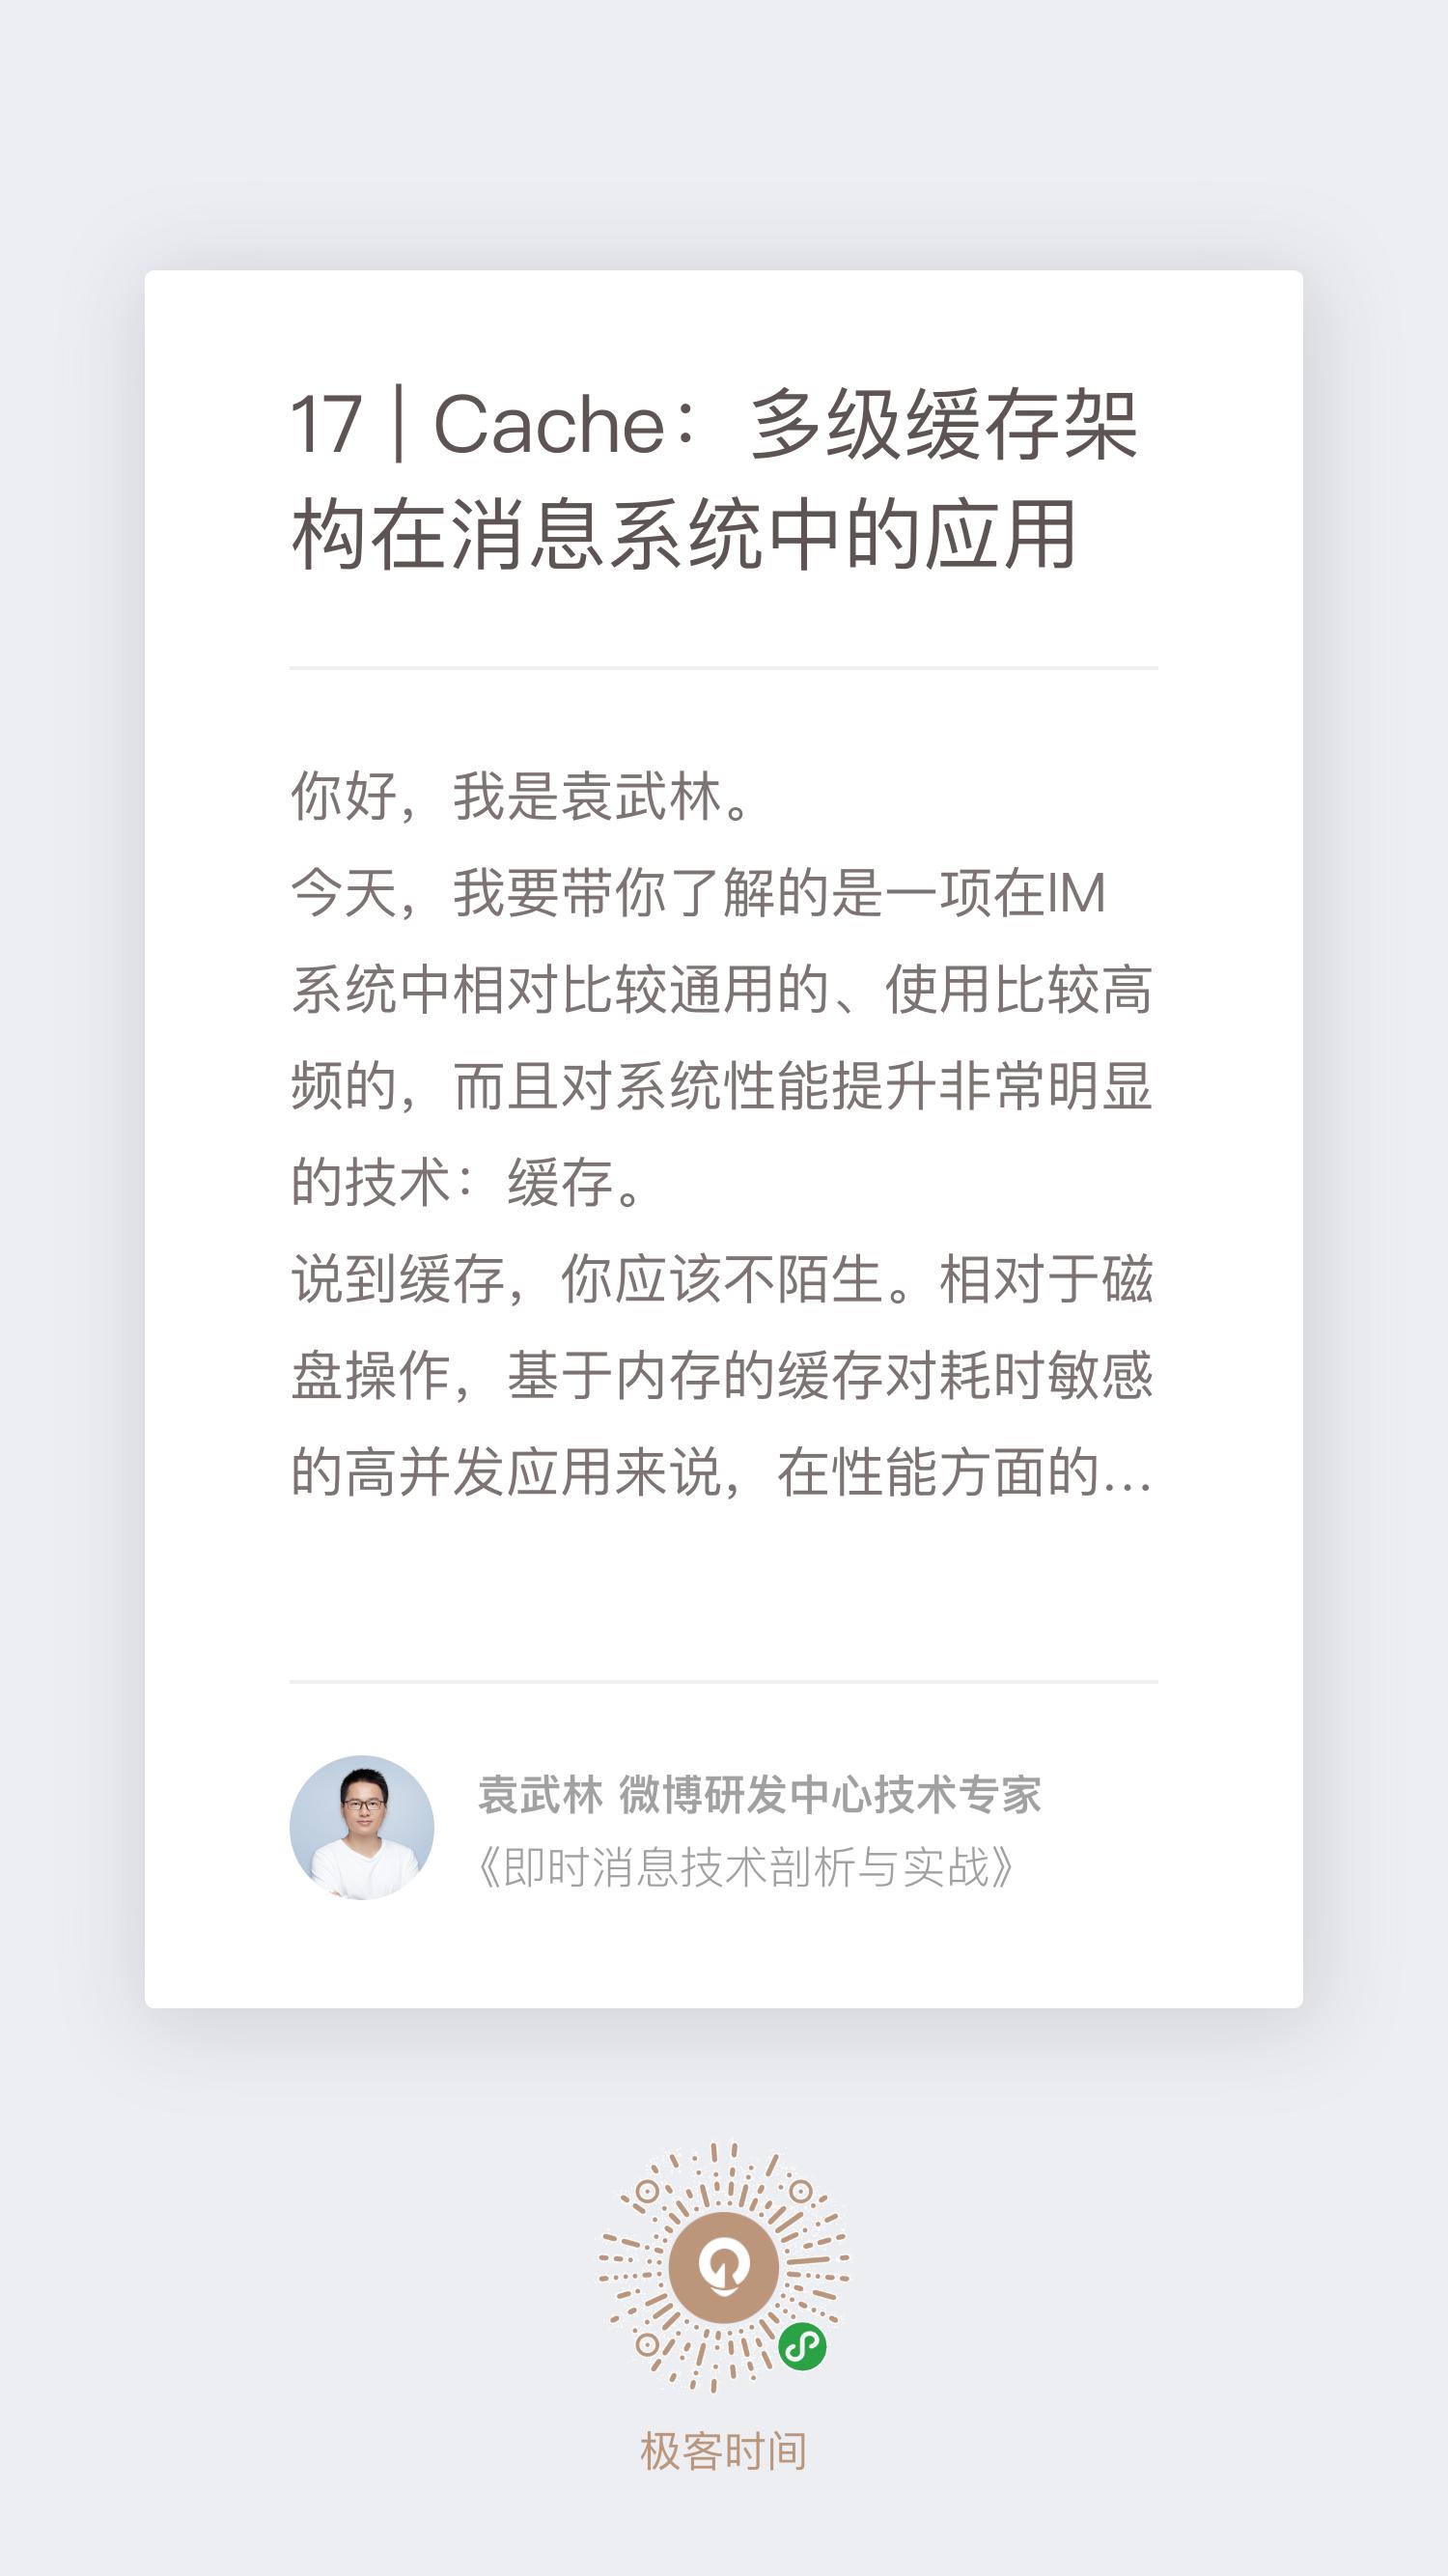 17 | Cache：多级缓存架
构在消息系统中的应用
你好，我是袁武林。
今天，我要带你了解的是一项在IM
系统中相对比较通用的、使用比较高
频的，而且对系统性能提升非常明显
的技术：缓存。
说到缓存，你应该不陌生。相对于磁
盘操作，基于内存的缓存对耗时敏感
的高并发应用来说，在性能方面的...
袁武林 微博研发中心技术专家
《即时消息技术剖析与实战》
极客时间